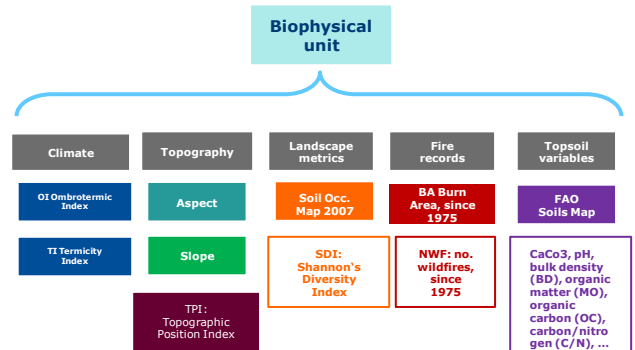 Biophysical
unit
Climate
Topography
Landscape
metrics
Fire
records
Topsoil
variables
OI Ombrotermic
Index
Aspect
Soil Occ.
Map 2007
BA Burn
Area, since
1975
FAO
Soils Map
TI Termicity
Index
Slope
SDI:
Shannon's
Diversity
Index
NWF: no.
wildfires,
since
1975
CaCo3, pH,
bulk density
(BD), organic
matter (MO),
organic
carbon (OC),
carbon/nitro
gen (C/N), ...
TPI:
Topographic
Position Index